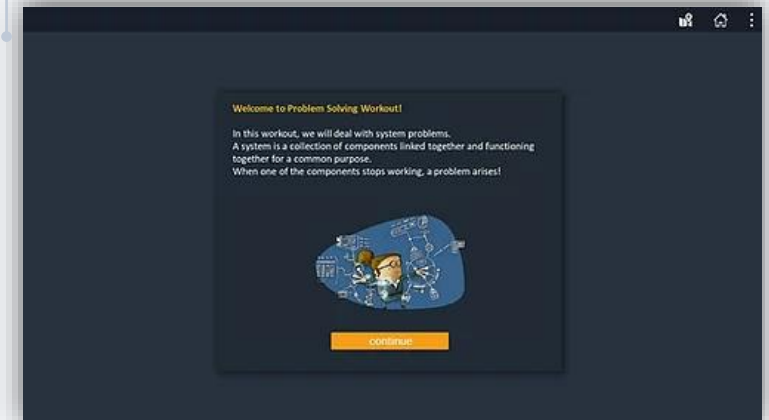 Welcome to Problem Solving Workout!
In this workout, we will deal with system problems.
A system is a collection of components linked together and functioning
together for a common purpose.
When one of the components stops working, a problem arises!
continue